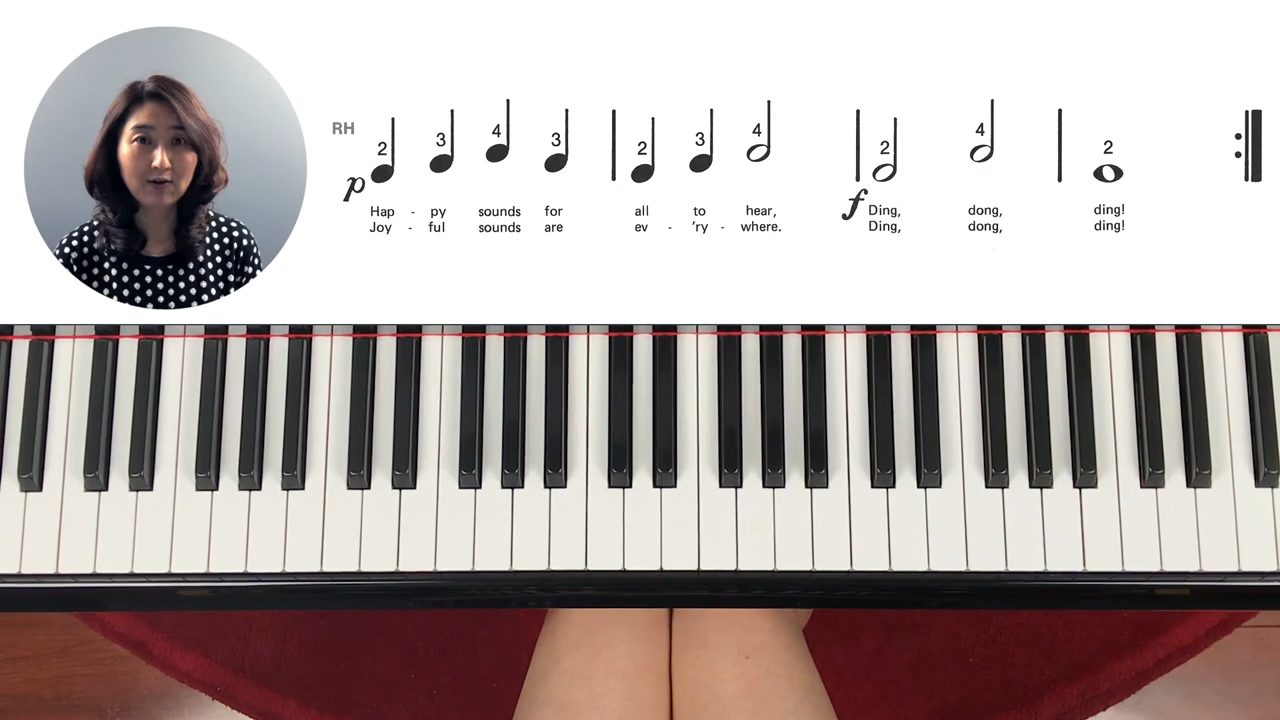 RH
2 3 4 3 2 3 4 2 4 2
p f
Hap - py sounds for all to hear, Ding, dong, ding!
Joy - ful sounds are ev - 'ry - where. Ding, dong, ding!